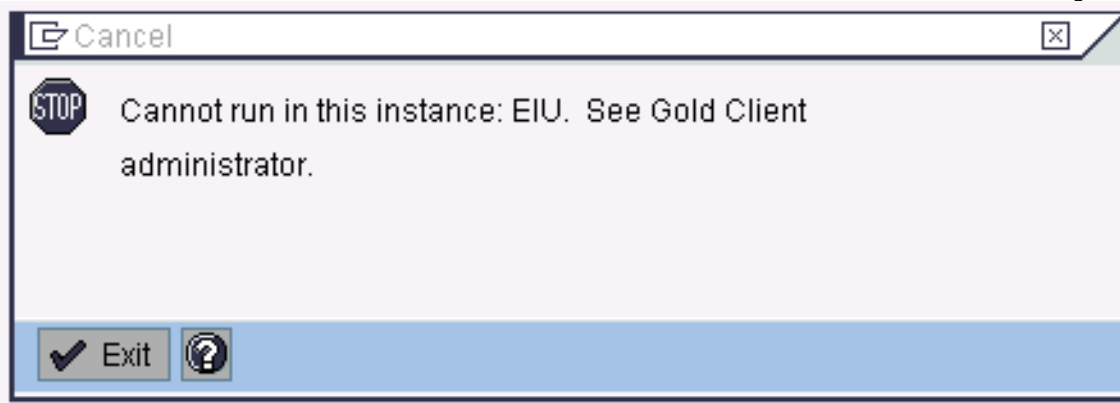 Cancel
STOP
Cannot run in this instance: EIU.  See Gold Client
administrator.
Exit